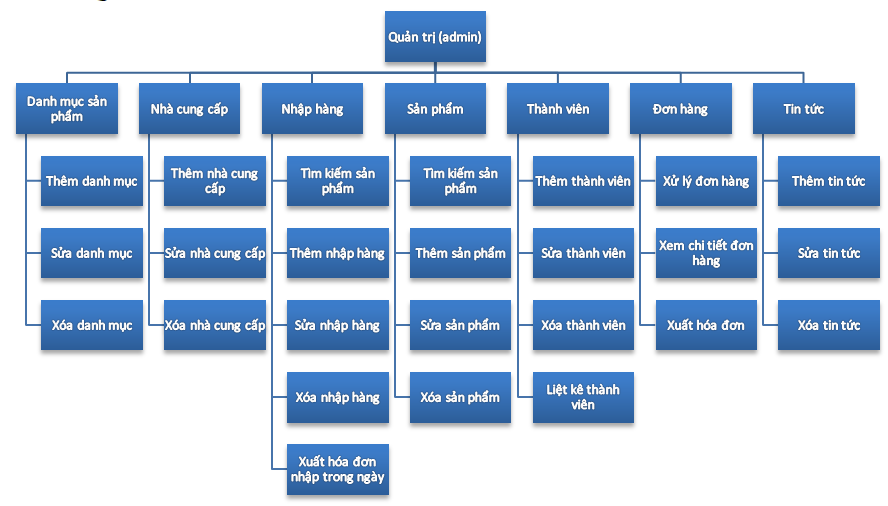 Quản trị (admin)
Danh mục sản
phẩm
Nhà cung cấp
Nhập hàng
Sản phẩm
Thành viên
Đơn hàng
Tin tức
Thêm danh mục
Sửa danh mục
Xóa danh mục
Thêm nhà cung
cấp
Sửa nhà cung cấp
Xóa nhà cung cấp
Tìm kiếm sản
phẩm
Thêm nhập hàng
Sửa nhập hàng
Xóa nhập hàng
Xuất hóa đơn
nhập trong ngày
Tìm kiếm sản
phẩm
Thêm sản phẩm
Sửa sản phẩm
Xóa sản phẩm
Thêm thành viên
Sửa thành viên
Xóa thành viên
Liệt kê thành
viên
Xử lý đơn hàng
Xem chi tiết đơn
hàng
Xuất hóa đơn
Thêm tin tức
Sửa tin tức
Xóa tin tức